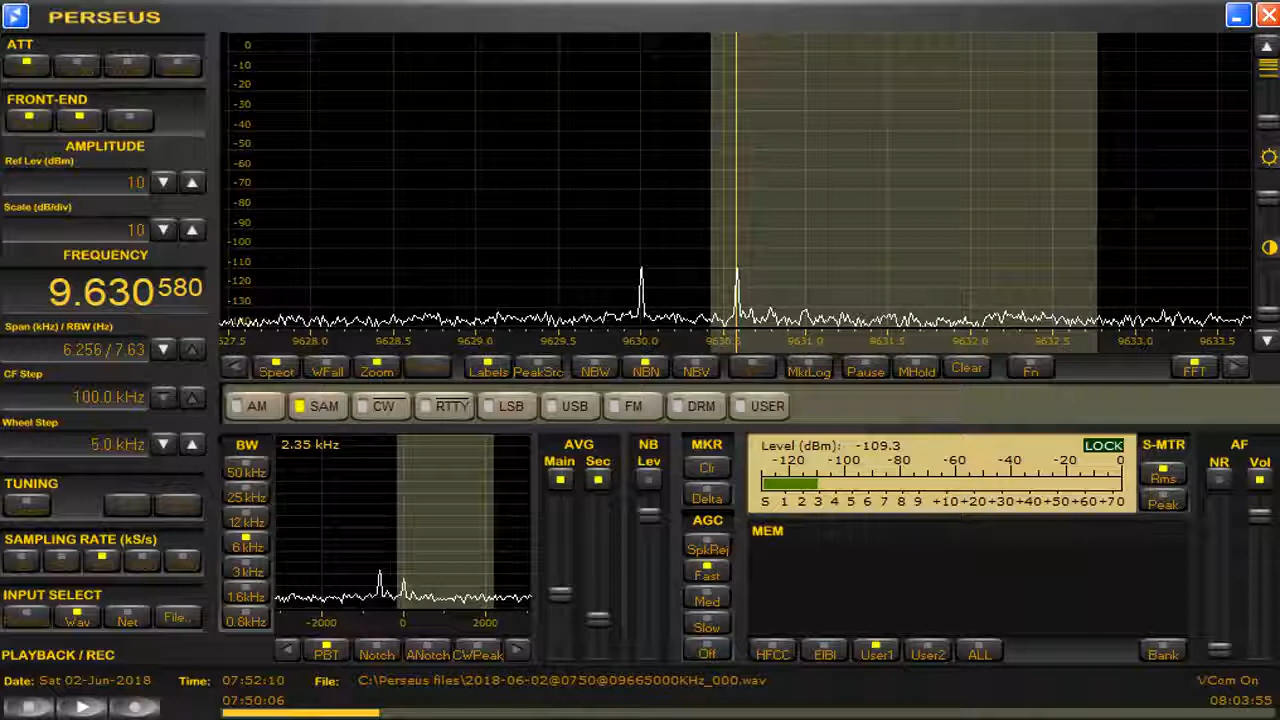 PERSEUS
ATT
FRONT-END
AMPLITUDE
Ref Lev (dBm)
10
Scale (dB/div)
10
FREQUENCY
9.630 580
Span (kHz) / RBW (Hz)
6.256 / 7.63
CF Step
100.0 kHz
Wheel Step
5.0 kHz
TUNING
SAMPLING RATE (kS/s)
INPUT SELECT
Wav Net File..
PLAYBACK / REC
0
-10
-20
-30
-40
-50
-60
-70
-80
-90
-100
-110
-120
-130
627.5 9628.0 9628.5 9629.0 9629.5 9630.0 9631.0 9631.5 9632.0 9632.5 9633.0 9633.5
Spect WFall Zoom Labels PeakSrc NBW NBN NBV MkrLog Pause MHold Clear Fn FFT
AM SAM CW RTTY LSB USB FM DRM USER
BW
50 kHz
25 kHz
12 kHz
6 kHz
3 kHz
1.6kHz
0.8kHz
2.35 kHz
-2000 0 2000
PBT Notch ANotch CWPeak
AVG
Main Sec
NB
Lev
MKR
Clr
Delta
AGC
SpkRej
Fast
Med
Slow
Off
Level (dBm): -109.3 LOCK
-120 -100 -80 -60 -40 -20 0
S 1 2 3 4 5 6 7 8 9 +10+20+30+40+50+60+70
S-MTR
Rms
Peak
AF
NR Vol
MEM
HFCC EIBI User1 User2 ALL Bank
Date: Sat 02-Jun-2018 Time: 07:52:10 File: C:\Perseus files\2018-06-02@0750@09665000KHz_000.wav VCom On
07:50:06 08:03:55